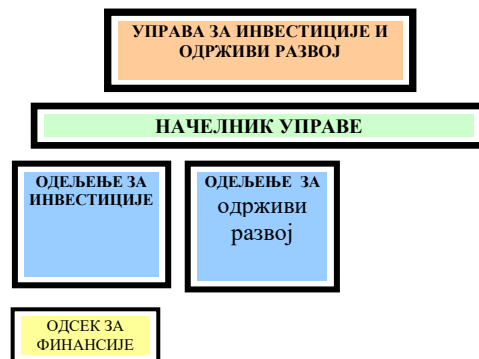 УПРАВА ЗА ИНВЕСТИЦИЈЕ И
ОДРЖИВИ РАЗВОЈ
НАЧЕЛНИК УПРАВЕ
ОДЕЉЕЊЕ ЗА
ИНВЕСТИЦИЈЕ
ОДЕЉЕЊЕ ЗА
одрживи
развој
ОДСЕК ЗА
ФИНАНСИЈЕ